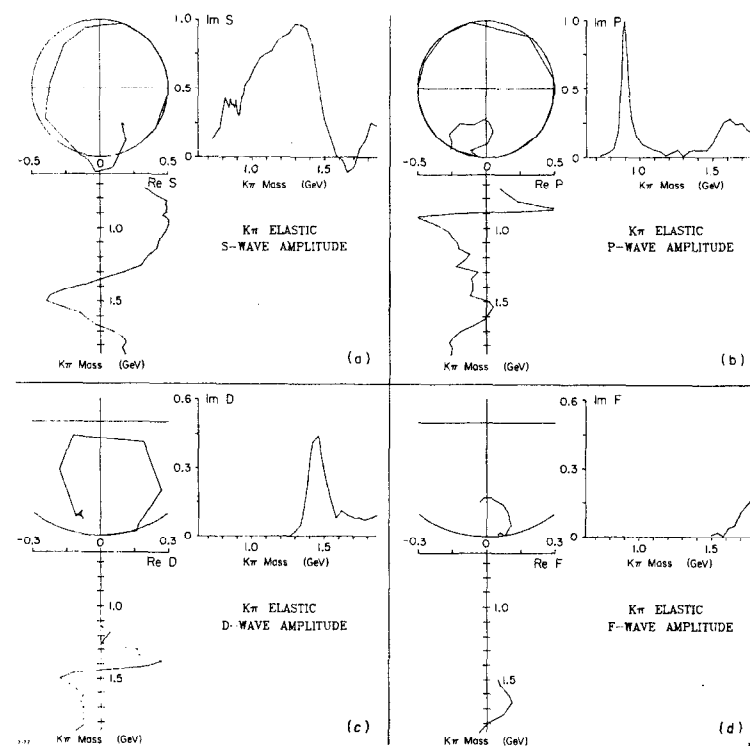 Im S
1.0
0.5
0
-0.5
0
0.5
1.0
1.5
Re S
Kπ Mass (GeV)
1.0
1.5
Kπ ELASTIC
S-WAVE AMPLITUDE
(a)
Kπ Mass (GeV)
Im P
1.0
0.5
0
-0.5
0
0.5
1.0
1.5
Re P
Kπ Mass (GeV)
1.0
1.5
Kπ ELASTIC
P-WAVE AMPLITUDE
(b)
Kπ Mass (GeV)
0.6
Im D
0.3
0
-0.3
0
0.3
1.0
1.5
Re D
Kπ Mass (GeV)
1.0
1.5
Kπ ELASTIC
D-WAVE AMPLITUDE
(c)
Kπ Mass (GeV)
0.6
Im F
0.3
0
-0.3
0
0.3
1.0
1.5
Re F
Kπ Mass (GeV)
1.0
1.5
Kπ ELASTIC
F-WAVE AMPLITUDE
(d)
Kπ Mass (GeV)